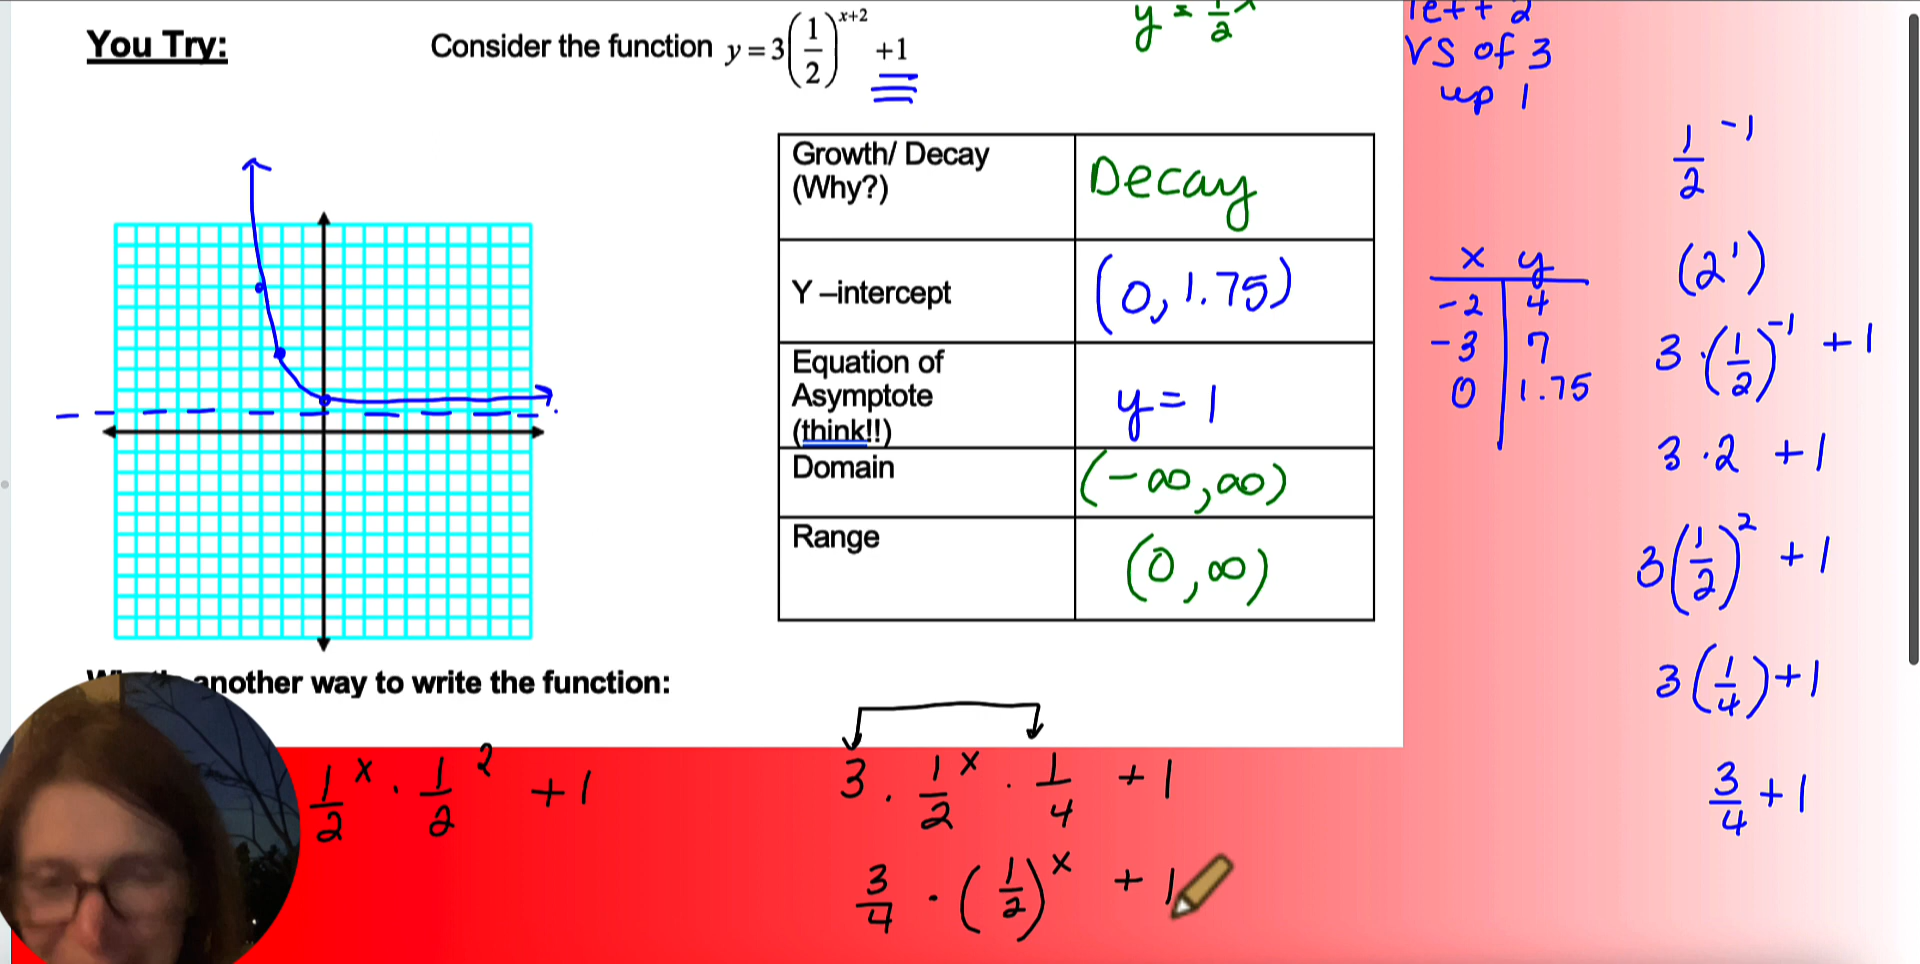 You Try:
Consider the function y = 3(1/2)^(x+2) + 1
y = 1/2^x
left 2
vs of 3
up 1
Growth/ Decay
(Why?)
Decay
Y –intercept
(0, 1.75)
Equation of
Asymptote
(think!!)
y = 1
Domain
(-∞, ∞)
Range
(0, ∞)
x y
-2 4
-3 7
0 1.75
1/2 ^-1
(2^1)
3 · (1/2)^-1 + 1
3 · 2 + 1
3(1/2)^2 + 1
3(1/4) + 1
3/4 + 1
another way to write the function:
1/2^x · 1/2^2 + 1
3 · 1/2^x · 1/4 + 1
3/4 · (1/2)^x + 1